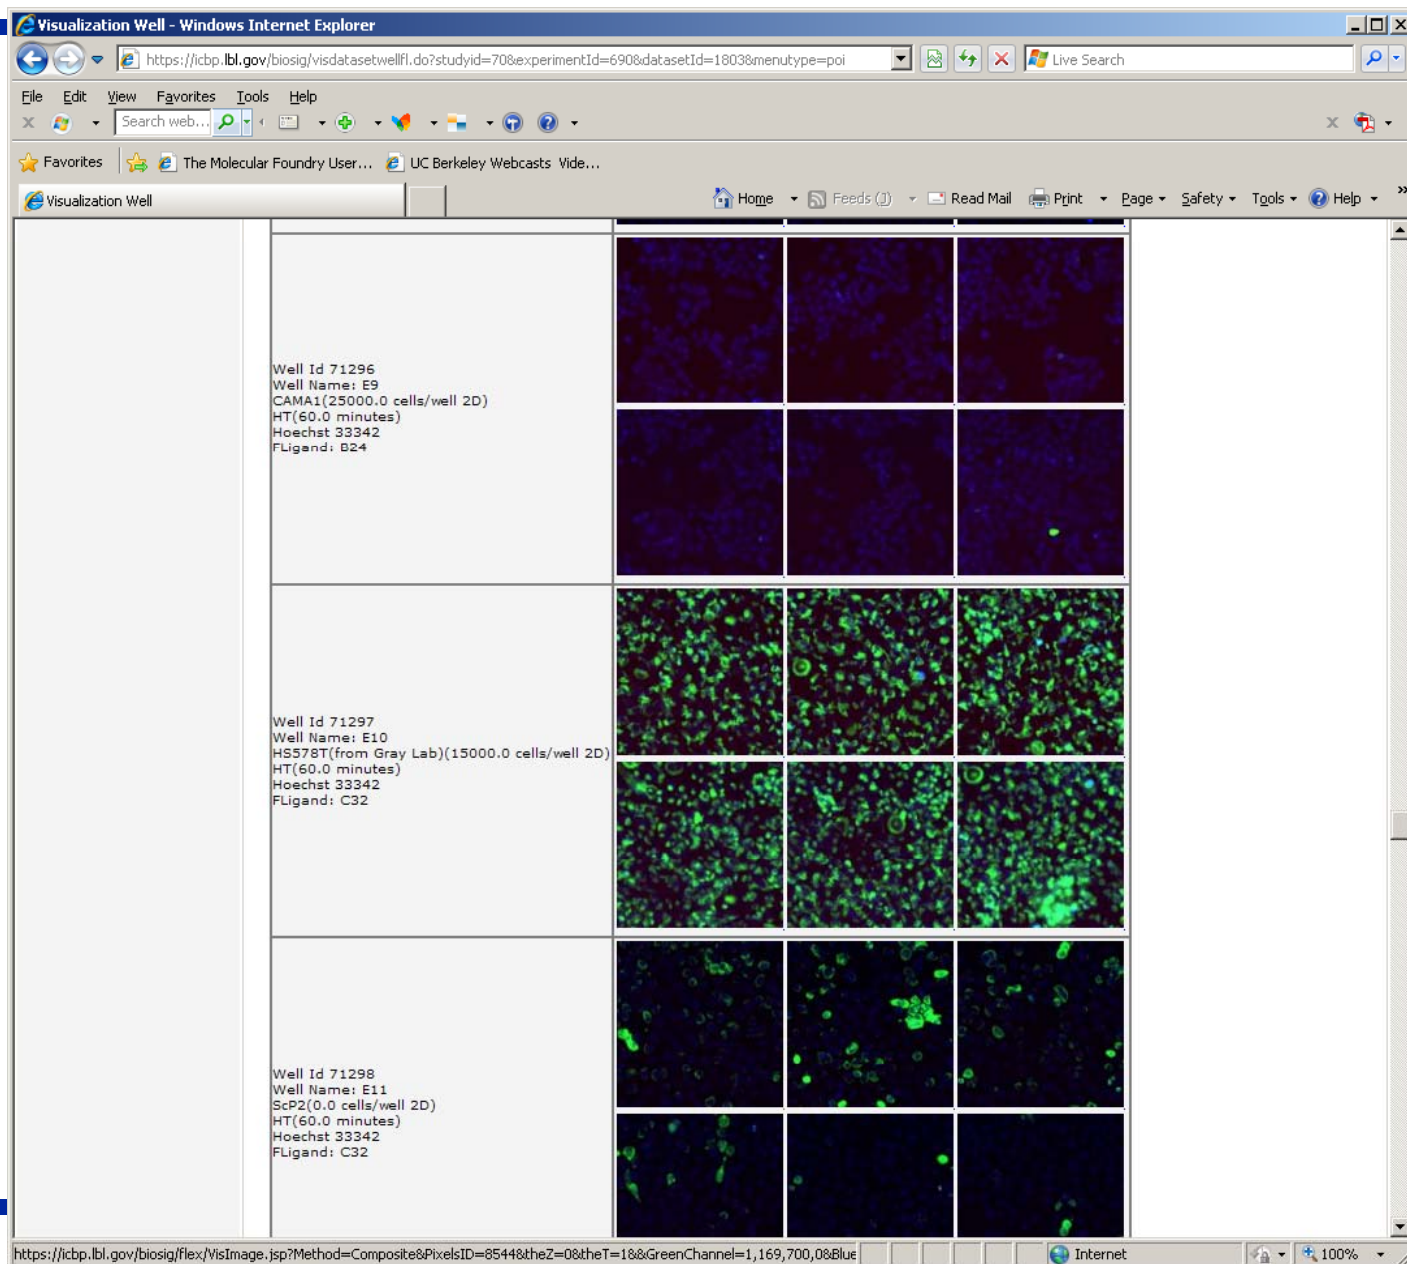 Visualization Well - Windows Internet Explorer
https://icbp.lbl.gov/biosig/visdatasetwellfl.do?studyid=70&experimentId=690&datasetId=1803&menutype=poi
Live Search
File Edit View Favorites Tools Help
Search web...
Favorites The Molecular Foundry User... UC Berkeley Webcasts Vide...
Visualization Well Home Feeds (J) Read Mail Print Page Safety Tools Help »
Well Id 71296
Well Name: E9
CAMA1(25000.0 cells/well 2D)
HT(60.0 minutes)
Hoechst 33342
FLigand: B24
Well Id 71297
Well Name: E10
HS578T(from Gray Lab)(15000.0 cells/well 2D)
HT(60.0 minutes)
Hoechst 33342
FLigand: C32
Well Id 71298
Well Name: E11
ScP2(0.0 cells/well 2D)
HT(60.0 minutes)
Hoechst 33342
FLigand: C32
https://icbp.lbl.gov/biosig/flex/VisImage.jsp?Method=Composite&PixelsID=8544&theZ=0&theT=1&&GreenChannel=1,169,700,0&Blue
Internet
100%